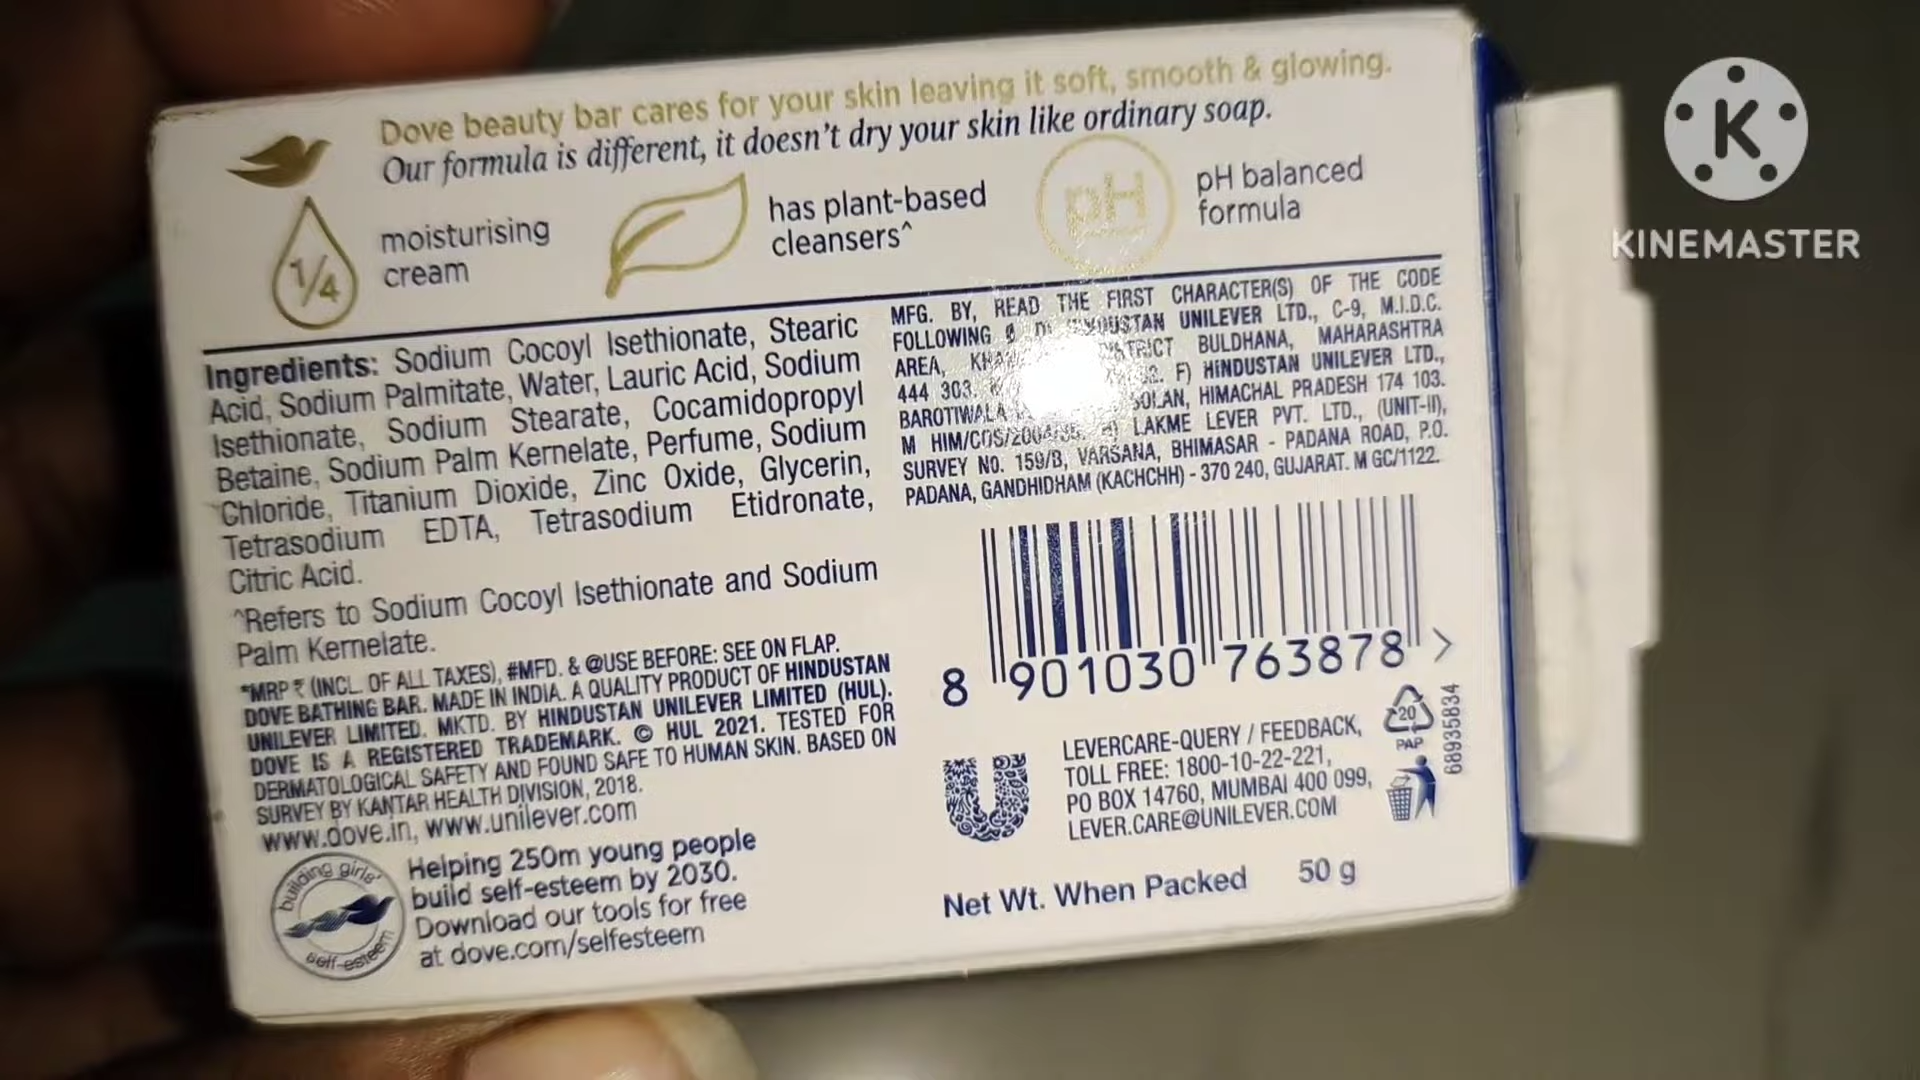 Dove beauty bar cares for your skin leaving it soft, smooth & glowing.
Our formula is different, it doesn't dry your skin like ordinary soap.
1/4
moisturising
cream
has plant-based
cleansers^
pH
pH balanced
formula
Ingredients: Sodium Cocoyl Isethionate, Stearic
Acid, Sodium Palmitate, Water, Lauric Acid, Sodium
Isethionate, Sodium Stearate, Cocamidopropyl
Betaine, Sodium Palm Kernelate, Perfume, Sodium
Chloride, Titanium Dioxide, Zinc Oxide, Glycerin,
Tetrasodium EDTA, Tetrasodium Etidronate,
Citric Acid.
^Refers to Sodium Cocoyl Isethionate and Sodium
Palm Kernelate.
*MRP ₹ (INCL. OF ALL TAXES), #MFD. & @USE BEFORE: SEE ON FLAP.
DOVE BATHING BAR. MADE IN INDIA. A QUALITY PRODUCT OF HINDUSTAN
UNILEVER LIMITED. MKTD. BY HINDUSTAN UNILEVER LIMITED (HUL).
DOVE IS A REGISTERED TRADEMARK. © HUL 2021. TESTED FOR
DERMATOLOGICAL SAFETY AND FOUND SAFE TO HUMAN SKIN. BASED ON
SURVEY BY KANTAR HEALTH DIVISION, 2018.
www.dove.in, www.unilever.com
building girls'
self-esteem
Helping 250m young people
build self-esteem by 2030.
Download our tools for free
at dove.com/selfesteem
MFG. BY, READ THE FIRST CHARACTER(S) OF THE CODE
FOLLOWING UNILEVER LTD., C-9, M.I.D.C.
AREA, BULDHANA, MAHARASHTRA
444 303. F) HINDUSTAN UNILEVER LTD.,
BAROTIWALA SOLAN, HIMACHAL PRADESH 174 103.
M LAKME LEVER PVT. LTD., (UNIT-II),
SURVEY NO. 159/B, VARSANA, BHIMASAR - PADANA ROAD, P.O.
PADANA, GANDHIDHAM (KACHCHH) - 370 240, GUJARAT. M GC/1122.
8 901030 763878 >
LEVERCARE-QUERY / FEEDBACK,
TOLL FREE: 1800-10-22-221,
PO BOX 14760, MUMBAI 400 099,
LEVER.CARE@UNILEVER.COM
20
PAP
68935834
Net Wt. When Packed 50 g
K
KINEMASTER